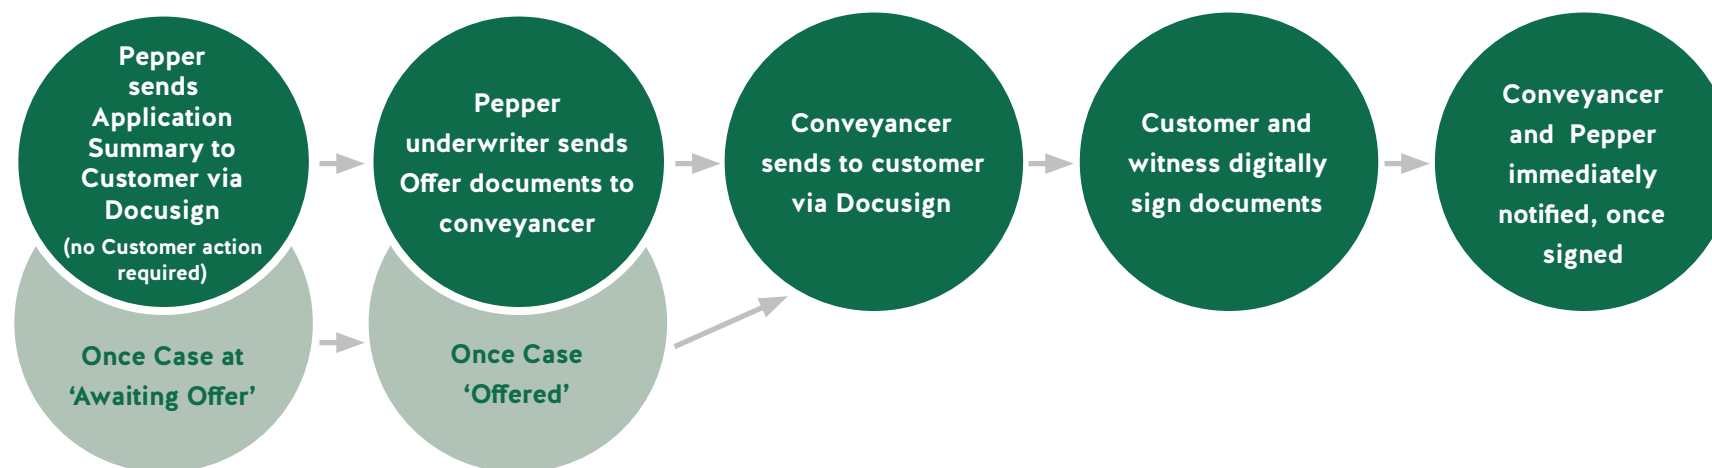 Pepper
sends
Application
Summary to
Customer via
Docusign
(no Customer action
required)
Once Case at
‘Awaiting Offer’
Pepper
underwriter sends
Offer documents to
conveyancer
Once Case
‘Offered’
Conveyancer
sends to customer
via Docusign
Customer and
witness digitally
sign documents
Conveyancer
and  Pepper
immediately
notified, once
signed